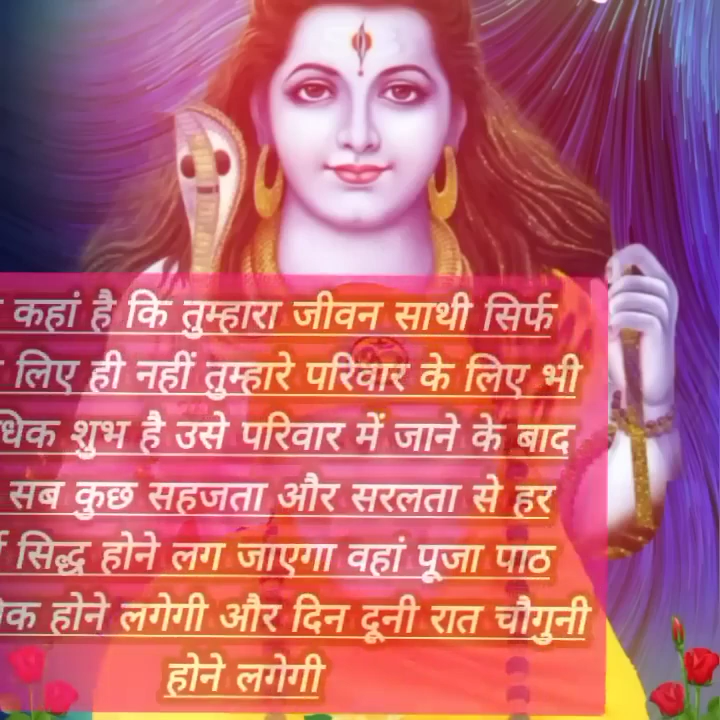 कहां है कि तुम्हारा जीवन साथी सिर्फ
लिए ही नहीं तुम्हारे परिवार के लिए भी
शुभ है उसे परिवार में जाने के बाद
सब कुछ सहजता और सरलता से हर
सिद्ध होने लग जाएगा वहां पूजा पाठ
होने लगेगी और दिन दूनी रात चौगुनी
होने लगेगी